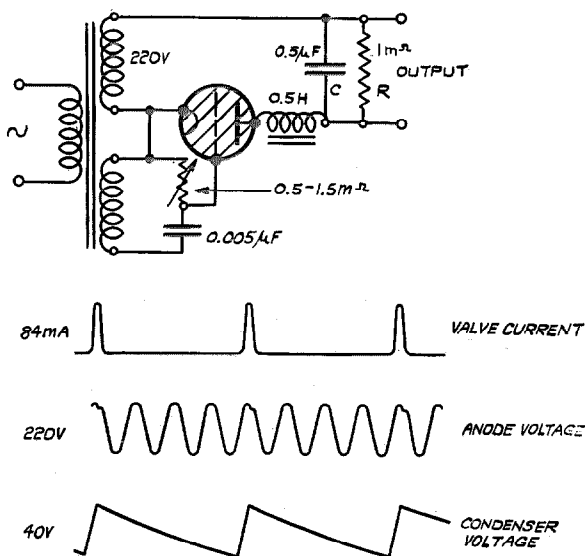 220V
0.5µF
C
1mΩ
R
OUTPUT
0.5H
~
0.5-1.5mΩ
0.005µF
84mA
VALVE CURRENT
220V
ANODE VOLTAGE
40V
CONDENSER
VOLTAGE